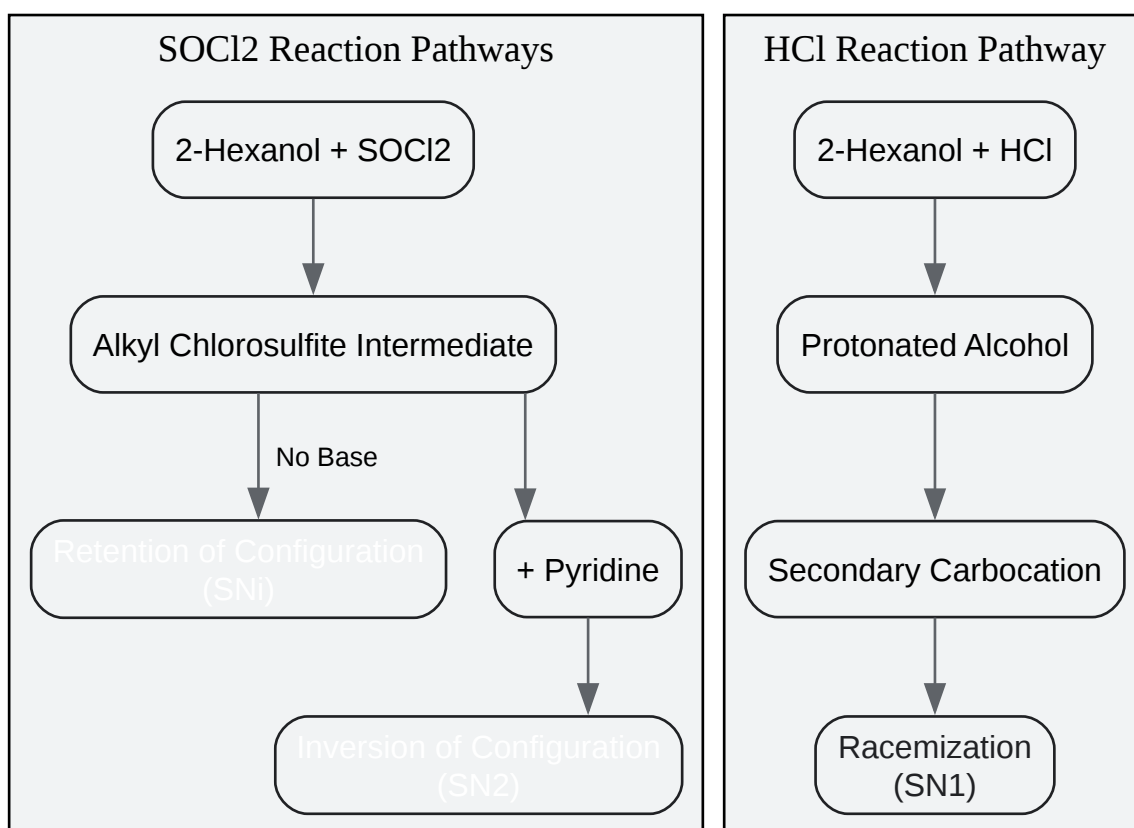 SOCl2 Reaction Pathways
2-Hexanol + SOCl2
Alkyl Chlorosulfite Intermediate
No Base
Retention of Configuration
(SNi)
+ Pyridine
Inversion of Configuration
(SN2)
HCl Reaction Pathway
2-Hexanol + HCl
Protonated Alcohol
Secondary Carbocation
Racemization
(SN1)